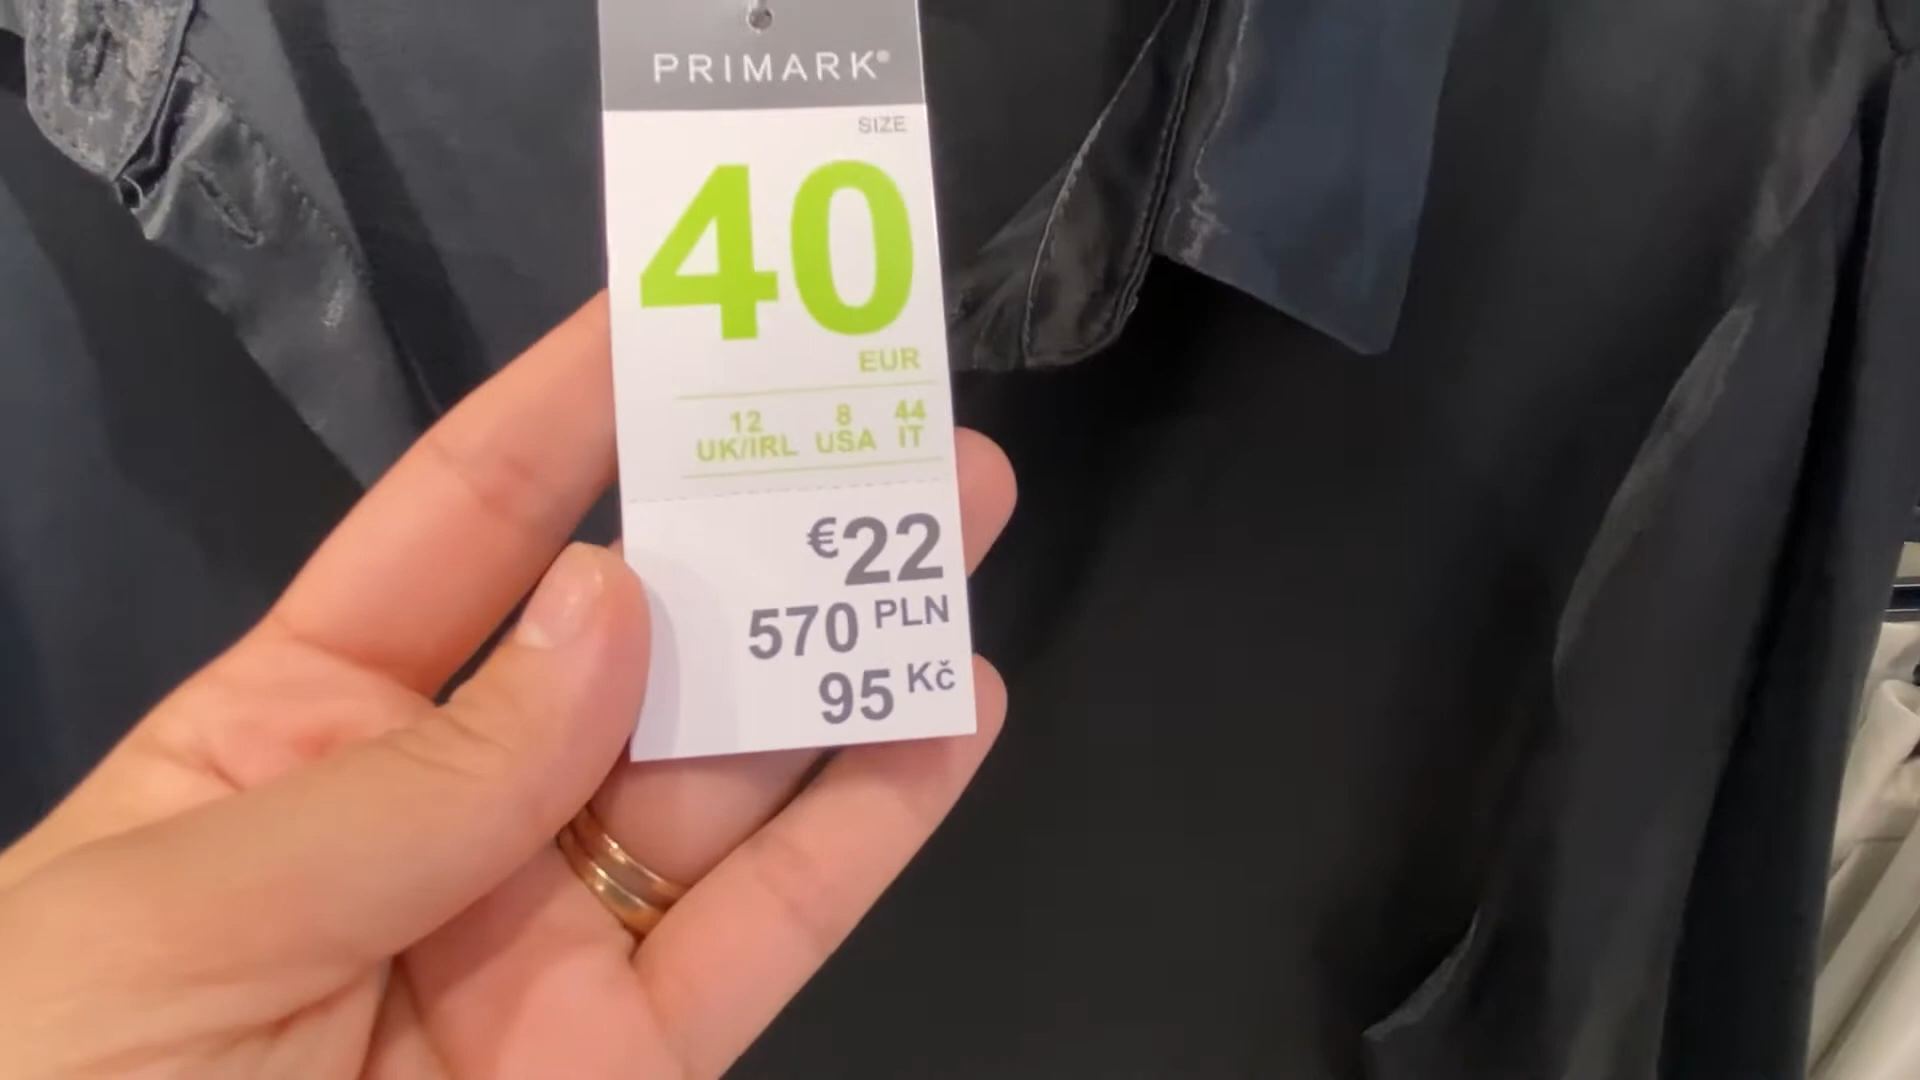 PRIMARK®
SIZE
40
EUR
12 8 44
UK/IRL USA IT
€22
570 PLN
95 Kč